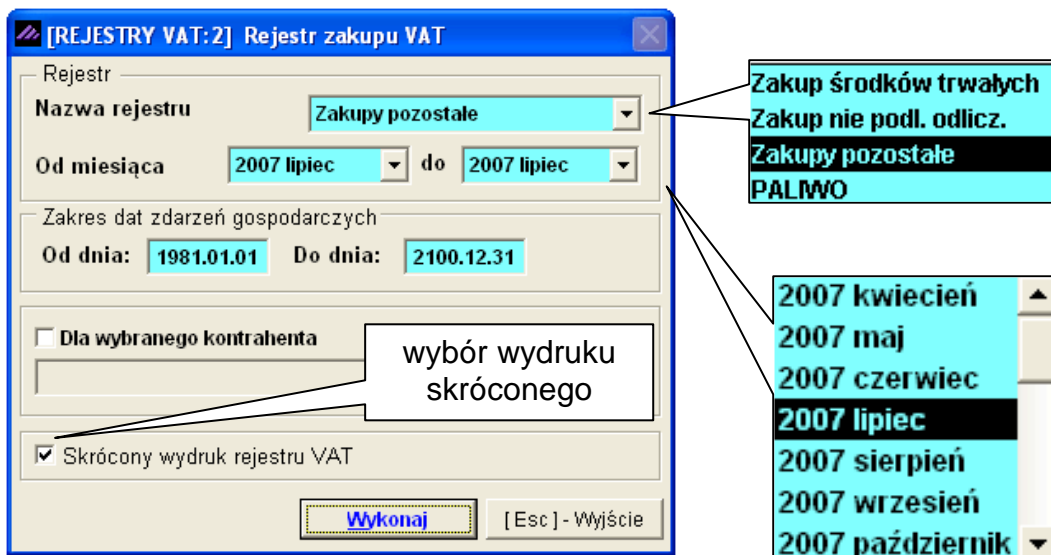 [REJESTRY VAT:2] Rejestr zakupu VAT
Rejestr
Nazwa rejestru
Zakupy pozostałe
Od miesiąca
2007 lipiec
do
2007 lipiec
Zakres dat zdarzeń gospodarczych
Od dnia:
1981.01.01
Do dnia:
2100.12.31
Dla wybranego kontrahenta
wybór wydruku
skróconego
Skrócony wydruk rejestru VAT
Wykonaj
[ Esc ] - Wyjście
Zakup środków trwałych
Zakup nie podl. odlicz.
Zakupy pozostałe
PALIWO
2007 kwiecień
2007 maj
2007 czerwiec
2007 lipiec
2007 sierpień
2007 wrzesień
2007 październik